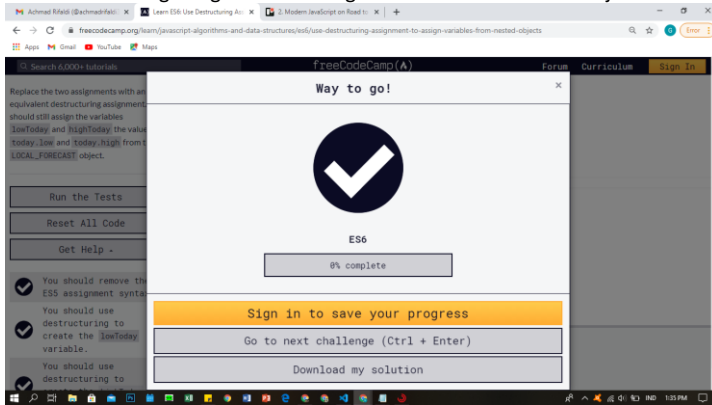 Achmad Rifaldi (@achmadrifaldi
Learn ES6: Use Destructuring As
2. Modern JavaScript on Road to
freecodecamp.org/learn/javascript-algorithms-and-data-structures/es6/use-destructuring-assignment-to-assign-variables-from-nested-objects
Error
Apps
Gmail
YouTube
Maps
Search 6,000+ tutorials
freeCodeCamp(🔥)
Forum
Curriculum
Sign In
Replace the two assignments with an
equivalent destructuring assignment.
should still assign the variables
lowToday and highToday the value
today.low and today.high from t
LOCAL_FORECAST object.
Run the Tests
Reset All Code
Get Help
You should remove the
ES5 assignment synta
You should use
destructuring to
create the lowToday
variable.
You should use
destructuring to
Way to go!
×
ES6
0% complete
Sign in to save your progress
Go to next challenge (Ctrl + Enter)
Download my solution
IND
1:35 PM